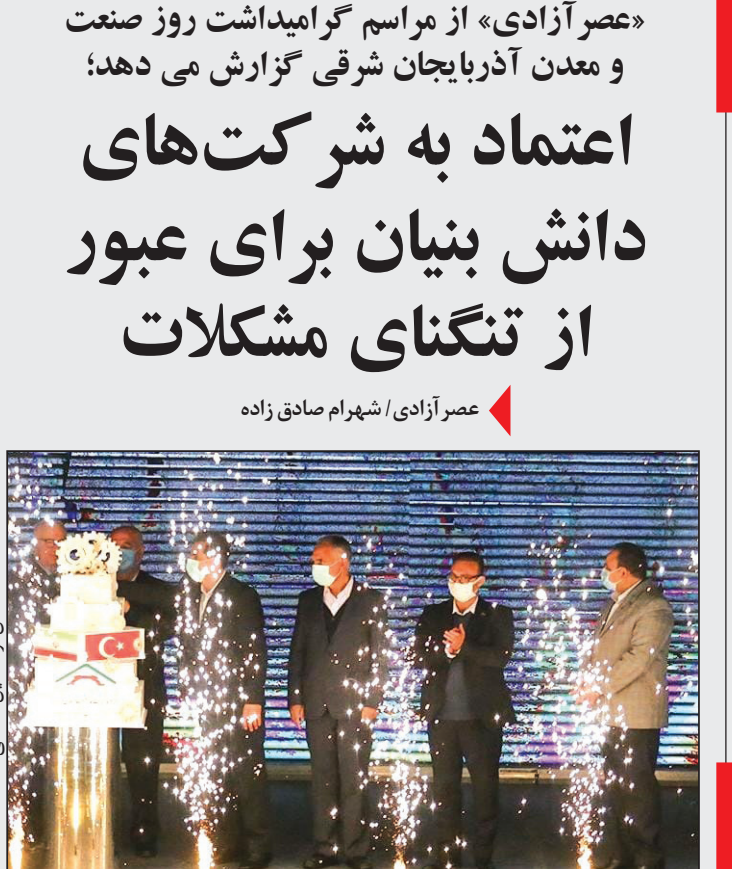 «عصر آزادی» از مراسم گرامیداشت روز صنعت
و معدن آذربایجان شرقی گزارش می دهد؛
اعتماد به شرکت‌های
دانش بنیان برای عبور
از تنگنای مشکلات
عصر آزادی/ شهرام صادق زاده